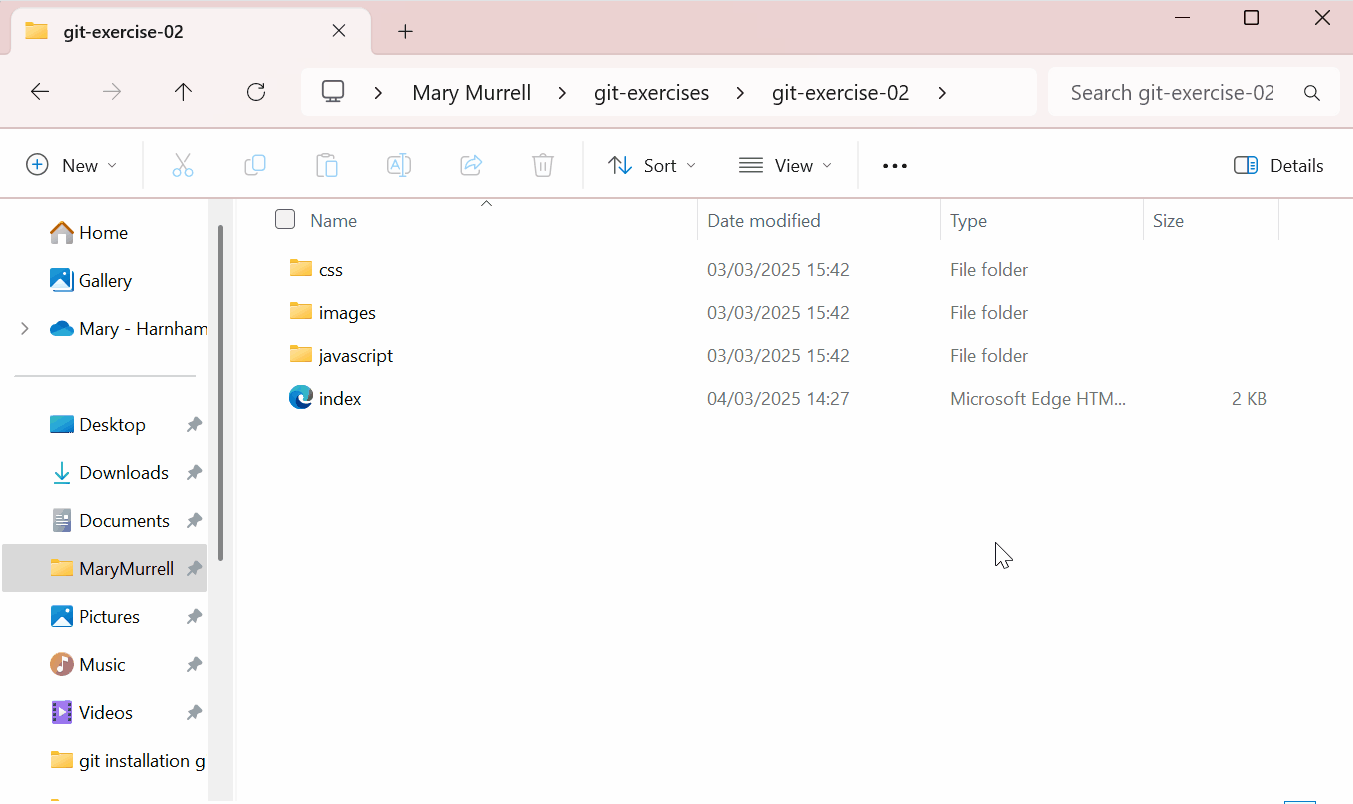 git-exercise-02
Mary Murrell > git-exercises > git-exercise-02 >
Search git-exercise-02
New
Sort
View
Details
Name Date modified Type Size
css 03/03/2025 15:42 File folder
images 03/03/2025 15:42 File folder
javascript 03/03/2025 15:42 File folder
index 04/03/2025 14:27 Microsoft Edge HTM... 2 KB
Home
Gallery
Mary - Harnham
Desktop
Downloads
Documents
MaryMurrell
Pictures
Music
Videos
git installation g